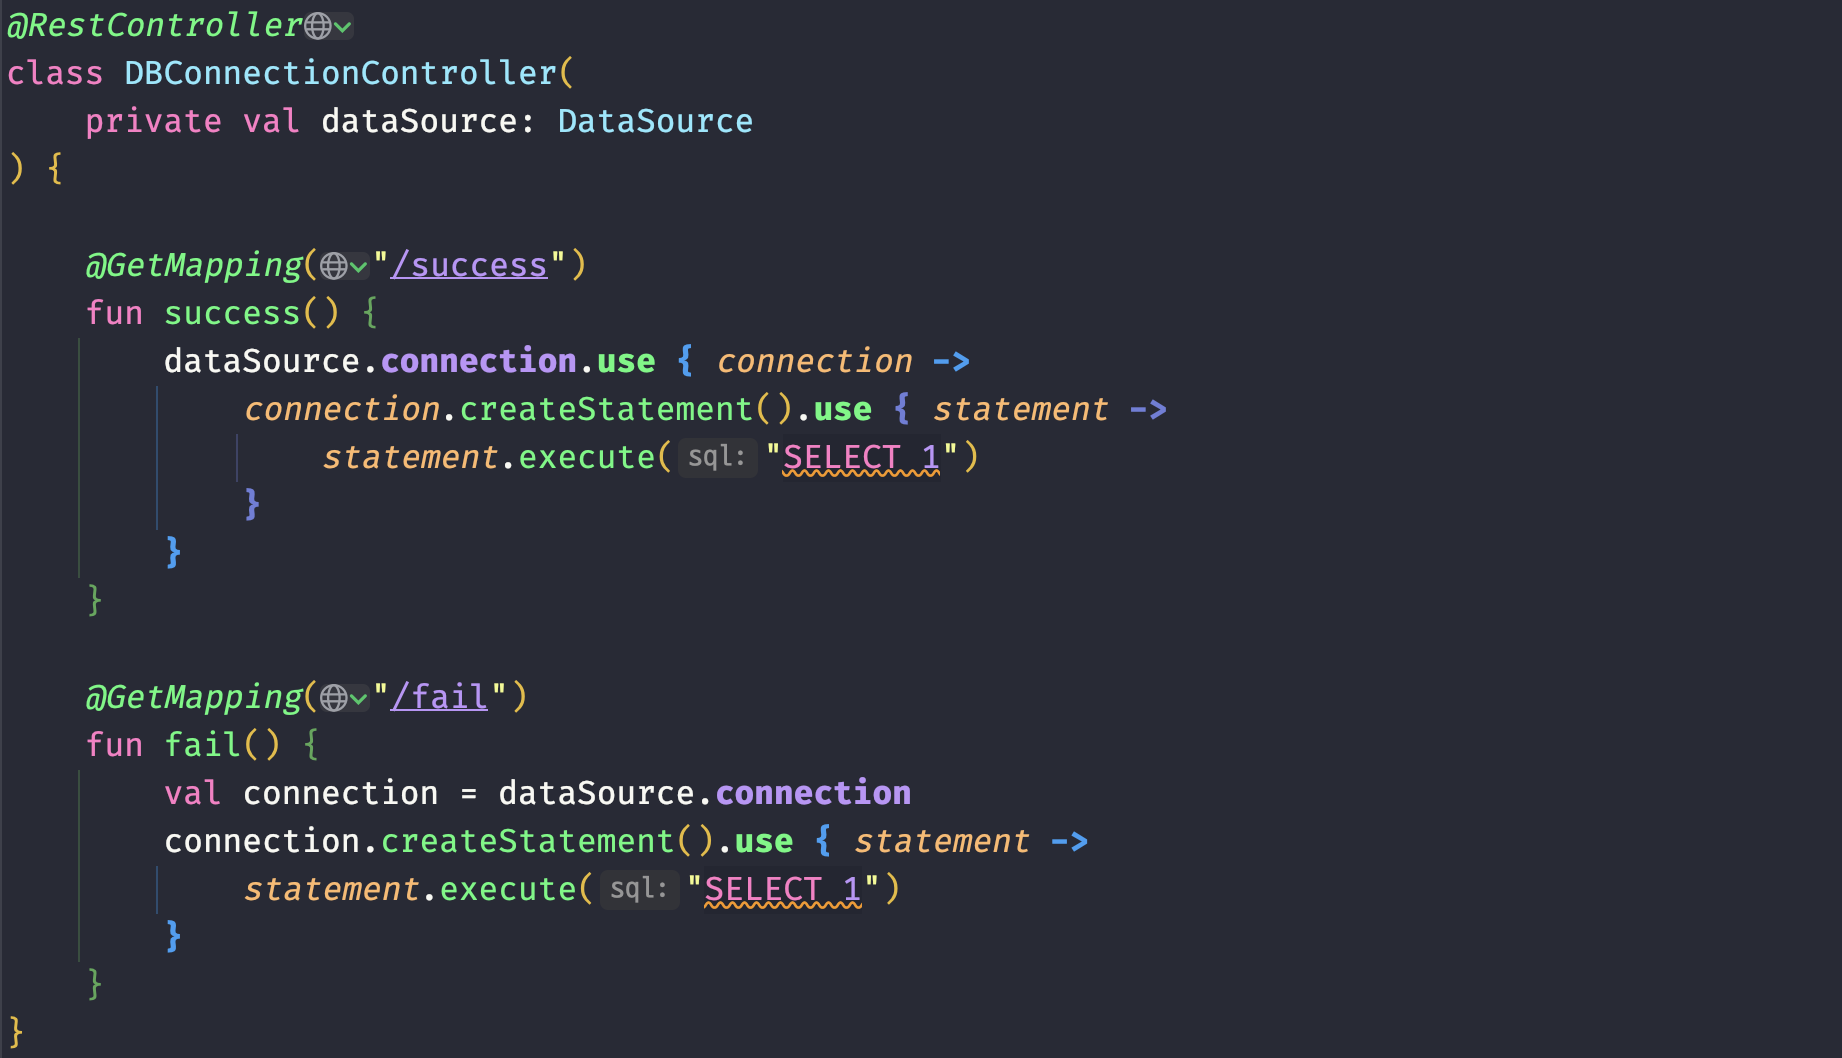 @RestController
class DBConnectionController(
    private val dataSource: DataSource
) {

    @GetMapping("/success")
    fun success() {
        dataSource.connection.use { connection ->
            connection.createStatement().use { statement ->
                statement.execute( sql: "SELECT 1")
            }
        }
    }

    @GetMapping("/fail")
    fun fail() {
        val connection = dataSource.connection
        connection.createStatement().use { statement ->
            statement.execute( sql: "SELECT 1")
        }
    }
}